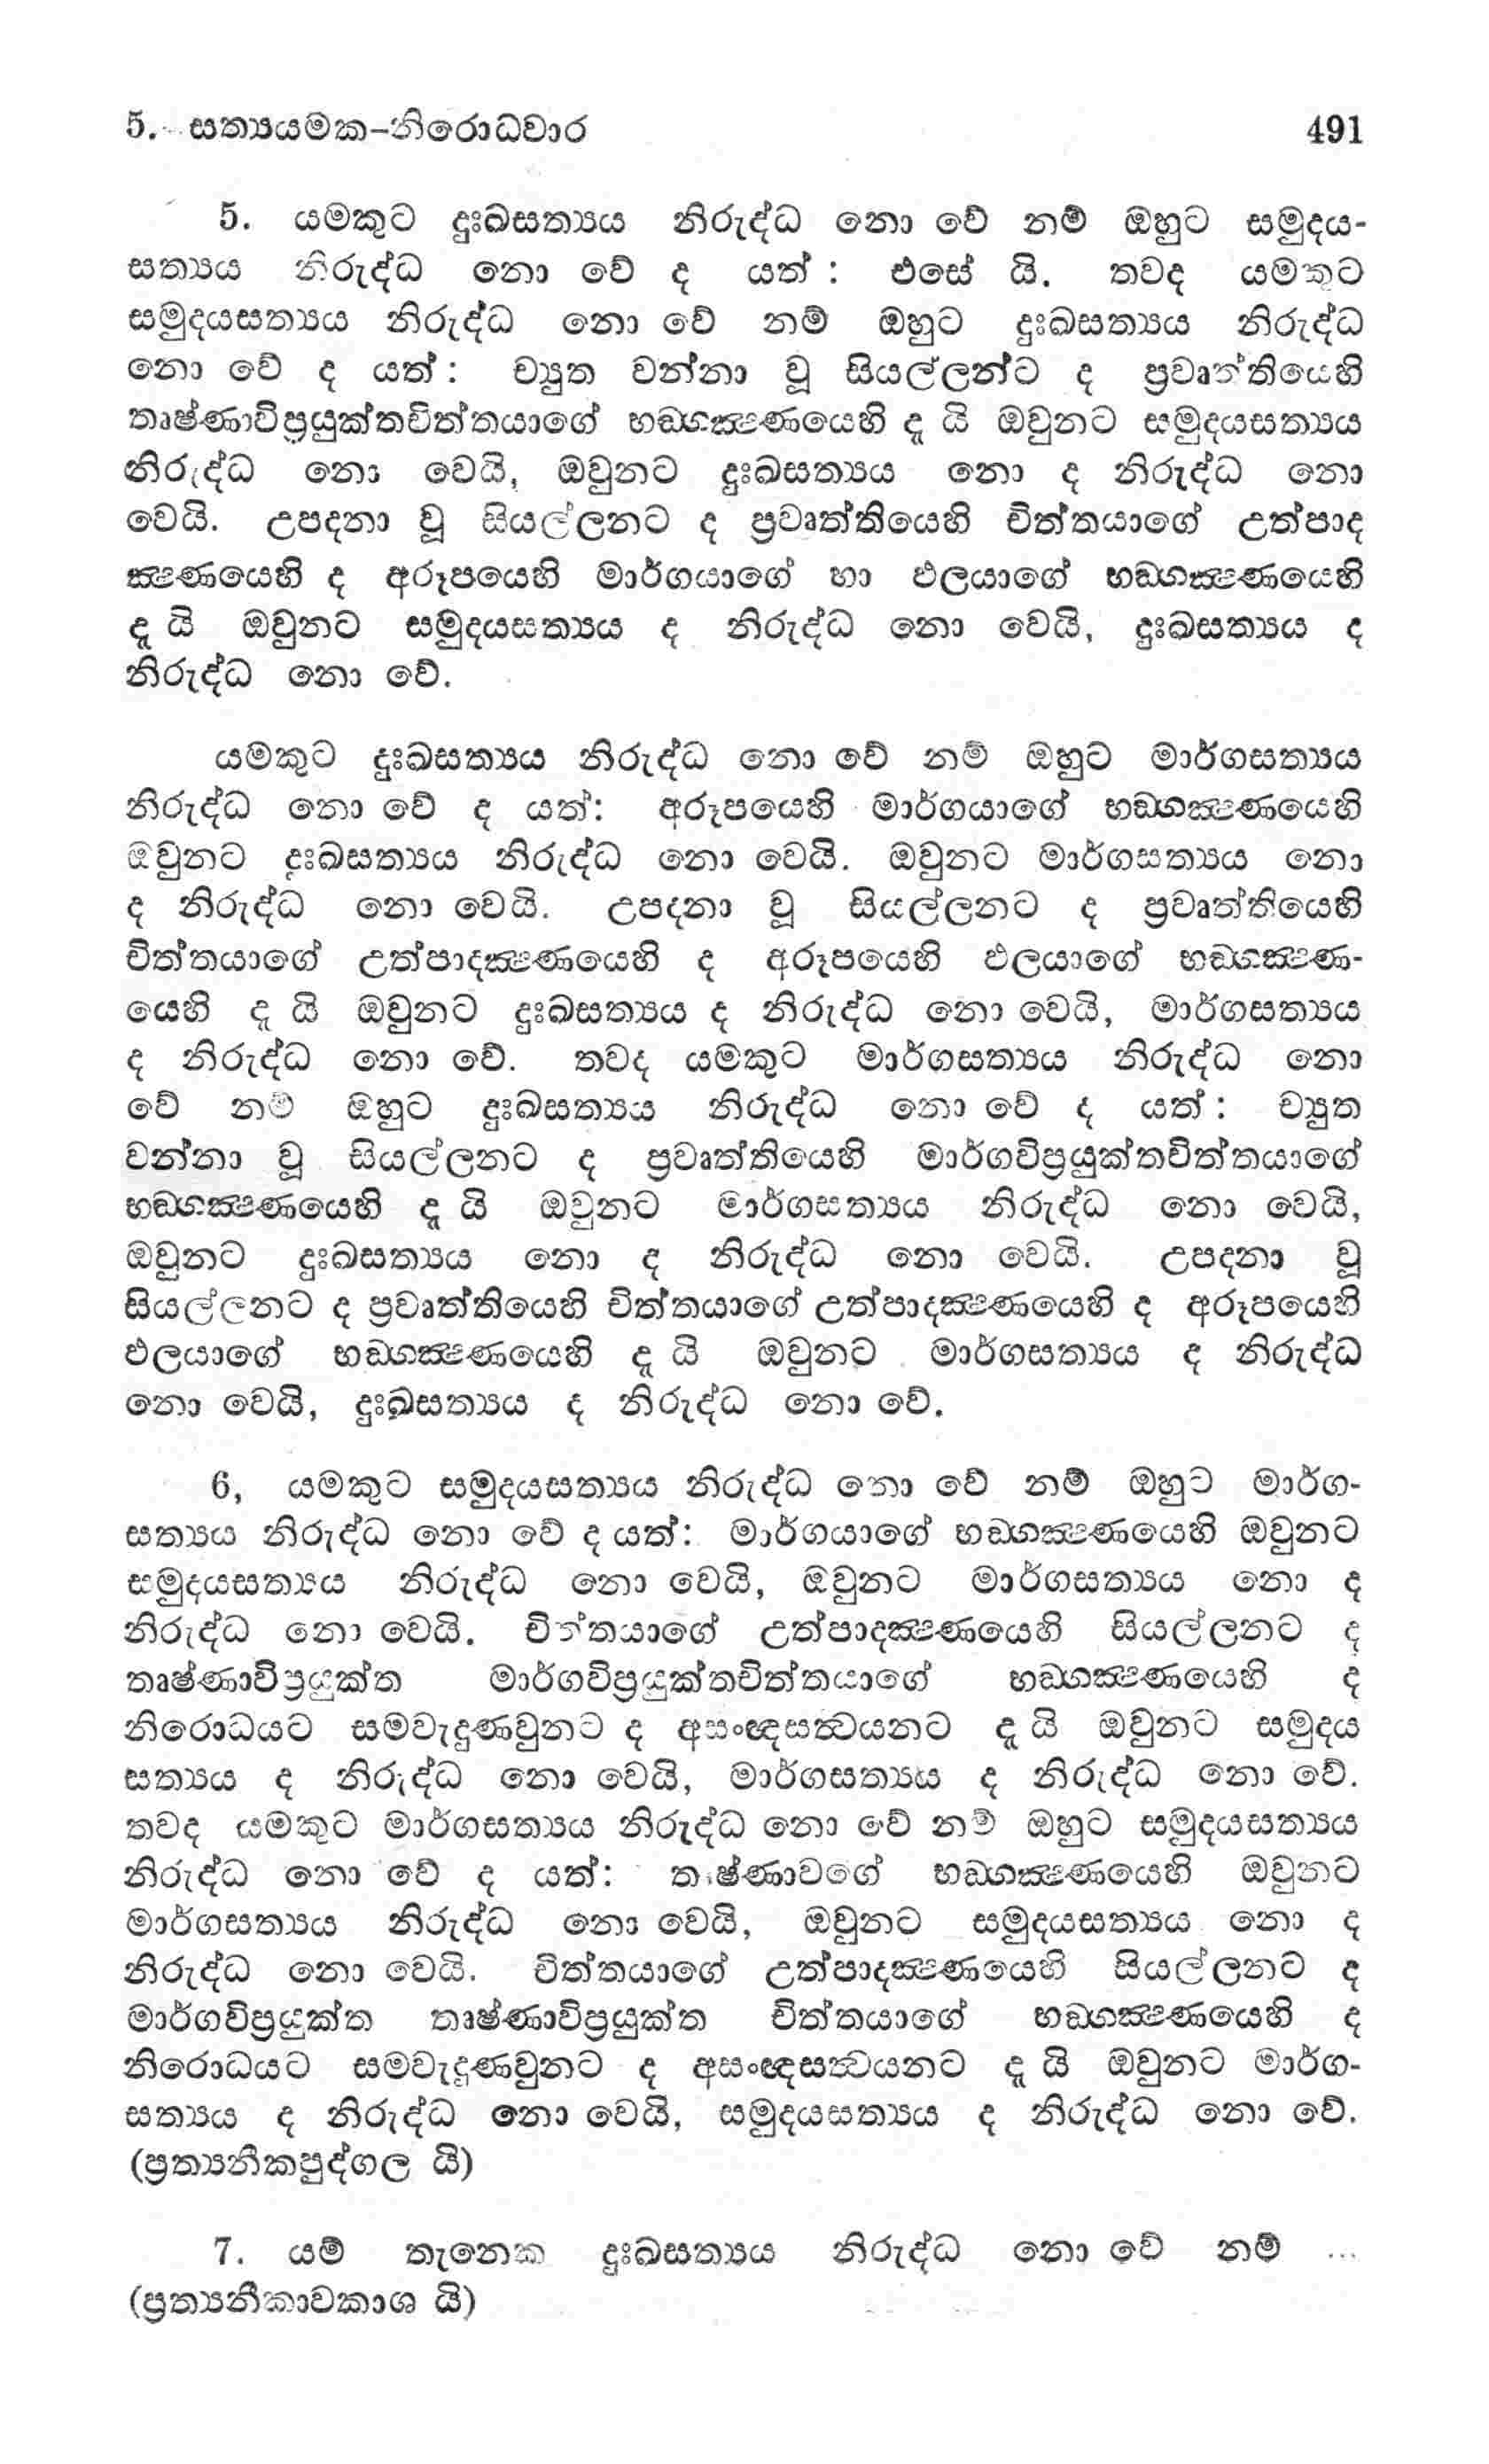 5. සත්‍යයමක-නිරොධවාර 491
5. යමකුට දුඃඛසත්‍යය නිරුද්ධ නො වේ නම් ඔහුට සමුදය-
සත්‍යය නිරුද්ධ නො වේ ද යත් : එසේ යි. තවද යමකුට
සමුදයසත්‍යය නිරුද්ධ නො වේ නම් ඔහුට දුඃඛසත්‍යය නිරුද්ධ
නො වේ ද යත් : ච්‍යුත වන්නා වූ සියල්ලන්ට ද ප්‍රවෘත්තියෙහි
තෘෂ්ණාවිප්‍රයුක්තචිත්තයාගේ භඞ්ගක්‍ෂණයෙහි දැ යි ඔවුනට සමුදයසත්‍යය
නිරුද්ධ නො වෙයි, ඔවුනට දුඃඛසත්‍යය නො ද නිරුද්ධ නො
වෙයි. උපදනා වූ සියල්ලනට ද ප්‍රවෘත්තියෙහි චිත්තයාගේ උත්පාද
ක්‍ෂණයෙහි ද අරූපයෙහි මාර්ගයාගේ හා ඵලයාගේ භඞ්ගක්‍ෂණයෙහි
දැ යි ඔවුනට සමුදයසත්‍යය ද නිරුද්ධ නො වෙයි, දුඃඛසත්‍යය ද
නිරුද්ධ නො වේ.
යමකුට දුඃඛසත්‍යය නිරුද්ධ නො වේ නම් ඔහුට මාර්ගසත්‍යය
නිරුද්ධ නො වේ ද යත්: අරූපයෙහි මාර්ගයාගේ භඞ්ගක්‍ෂණයෙහි
ඔවුනට දුඃඛසත්‍යය නිරුද්ධ නො වෙයි. ඔවුනට මාර්ගසත්‍යය නො
ද නිරුද්ධ නො වෙයි. උපදනා වූ සියල්ලනට ද ප්‍රවෘත්තියෙහි
චිත්තයාගේ උත්පාදක්‍ෂණයෙහි ද අරූපයෙහි ඵලයාගේ භඞ්ගක්‍ෂණ-
යෙහි දැ යි ඔවුනට දුඃඛසත්‍යය ද නිරුද්ධ නො වෙයි, මාර්ගසත්‍යය
ද නිරුද්ධ නො වේ. තවද යමකුට මාර්ගසත්‍යය නිරුද්ධ නො
වේ නම් ඔහුට දුඃඛසත්‍යය නිරුද්ධ නො වේ ද යත් : ච්‍යුත
වන්නා වූ සියල්ලනට ද ප්‍රවෘත්තියෙහි මාර්ගවිප්‍රයුක්තචිත්තයාගේ
භඞ්ගක්‍ෂණයෙහි දැ යි ඔවුනට මාර්ගසත්‍යය නිරුද්ධ නො වෙයි,
ඔවුනට දුඃඛසත්‍යය නො ද නිරුද්ධ නො වෙයි. උපදනා වූ
සියල්ලනට ද ප්‍රවෘත්තියෙහි චිත්තයාගේ උත්පාදක්‍ෂණයෙහි ද අරූපයෙහි
ඵලයාගේ භඞ්ගක්‍ෂණයෙහි දැ යි ඔවුනට මාර්ගසත්‍යය ද නිරුද්ධ
නො වෙයි, දුඃඛසත්‍යය ද නිරුද්ධ නො වේ.
6, යමකුට සමුදයසත්‍යය නිරුද්ධ නො වේ නම් ඔහුට මාර්ග-
සත්‍යය නිරුද්ධ නො වේ ද යත්: මාර්ගයාගේ භඞ්ගක්‍ෂණයෙහි ඔවුනට
සමුදයසත්‍යය නිරුද්ධ නො වෙයි, ඔවුනට මාර්ගසත්‍යය නො ද
නිරුද්ධ නො වෙයි. චිත්තයාගේ උත්පාදක්‍ෂණයෙහි සියල්ලනට ද
තෘෂ්ණාවිප්‍රයුක්ත මාර්ගවිප්‍රයුක්තචිත්තයාගේ භඞ්ගක්‍ෂණයෙහි ද
නිරොධයට සමවැදුණවුනට ද අසංඥසත්‍වයනට දැ යි ඔවුනට සමුදය
සත්‍යය ද නිරුද්ධ නො වෙයි, මාර්ගසත්‍යය ද නිරුද්ධ නො වේ.
තවද යමකුට මාර්ගසත්‍යය නිරුද්ධ නො වේ නම් ඔහුට සමුදයසත්‍යය
නිරුද්ධ නො වේ ද යත්: තෘෂ්ණාවගේ භඞ්ගක්‍ෂණයෙහි ඔවුනට
මාර්ගසත්‍යය නිරුද්ධ නො වෙයි, ඔවුනට සමුදයසත්‍යය නො ද
නිරුද්ධ නො වෙයි. චිත්තයාගේ උත්පාදක්‍ෂණයෙහි සියල්ලනට ද
මාර්ගවිප්‍රයුක්ත තෘෂ්ණාවිප්‍රයුක්ත චිත්තයාගේ භඞ්ගක්‍ෂණයෙහි ද
නිරොධයට සමවැදුණවුනට ද අසංඥසත්‍වයනට දැ යි ඔවුනට මාර්ග-
සත්‍යය ද නිරුද්ධ නො වෙයි, සමුදයසත්‍යය ද නිරුද්ධ නො වේ.
(ප්‍රත්‍යනීකපුද්ගල යි)
7. යම් තැනෙක දුඃඛසත්‍යය නිරුද්ධ නො වේ නම් ...
(ප්‍රත්‍යනීකාවකාශ යි)